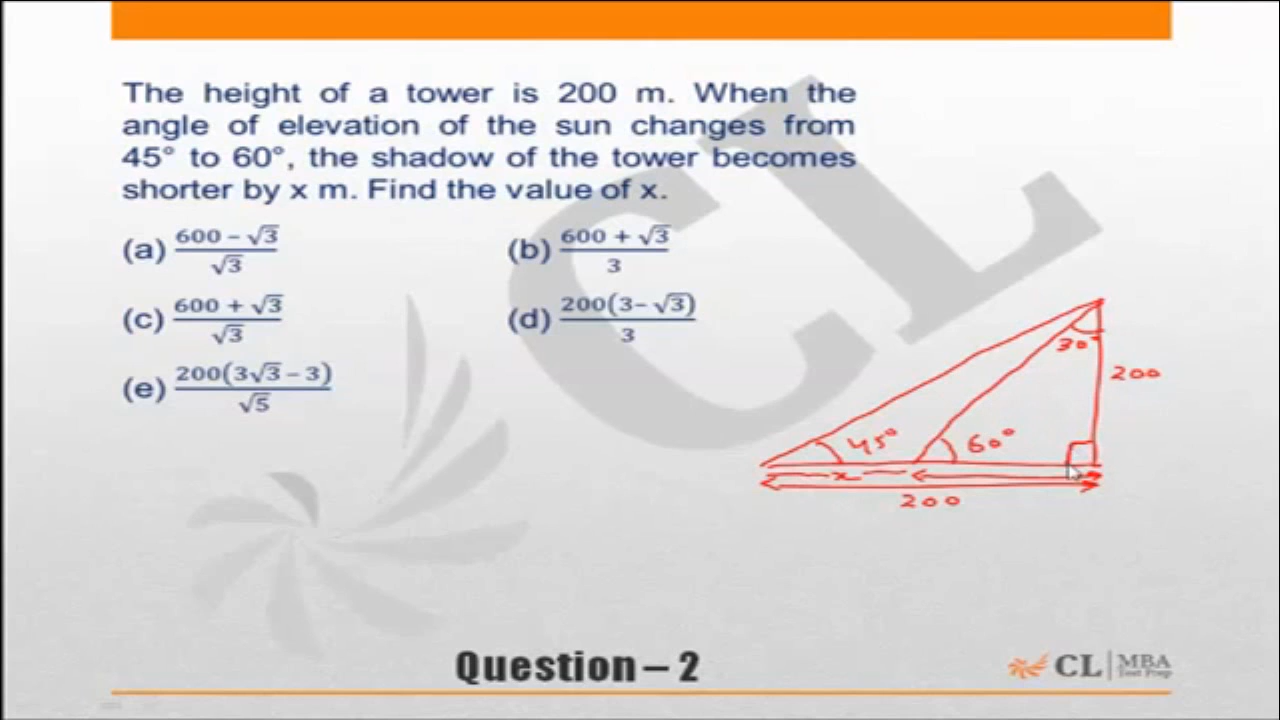 The height of a tower is 200 m. When the
angle of elevation of the sun changes from
45° to 60°, the shadow of the tower becomes
shorter by x m. Find the value of x.
(a) 600 − √3 / √3
(b) 600 + √3 / 3
(c) 600 + √3 / √3
(d) 200(3− √3) / 3
(e) 200(3√3 − 3) / √5
30°
200
45°
60°
x
200
CL
Question – 2
CL | MBA
Test Prep